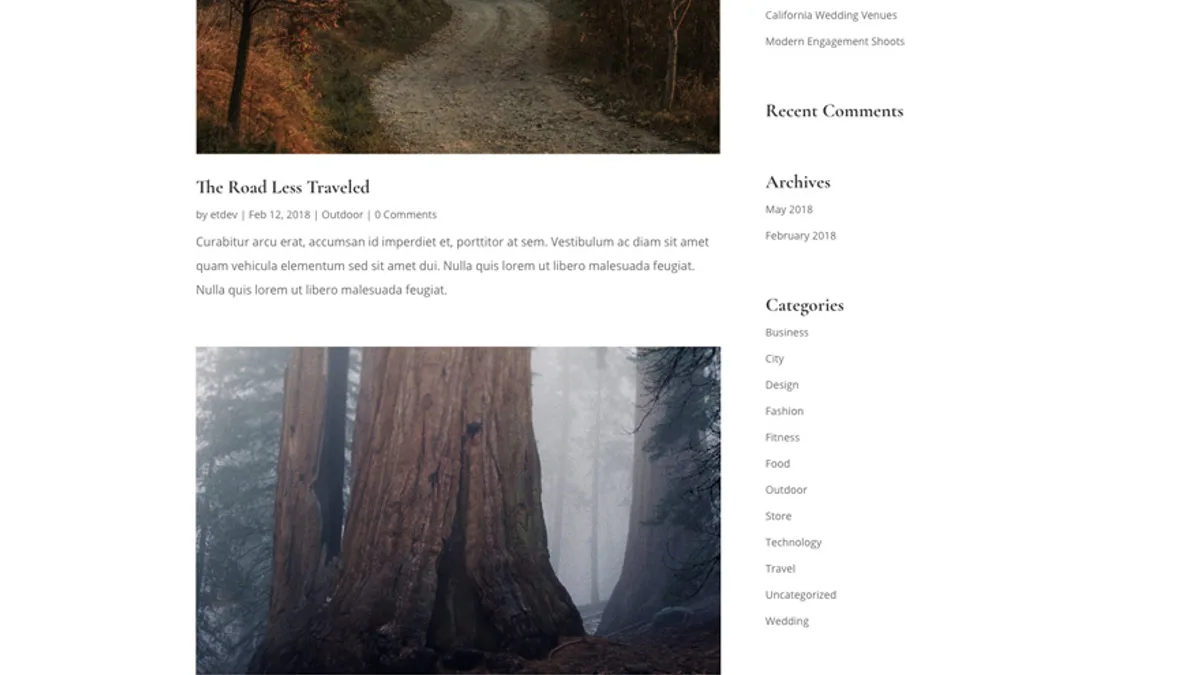 The Road Less Traveled
by etdev | Feb 12, 2018 | Outdoor | 0 Comments
Curabitur arcu erat, accumsan id imperdiet et, porttitor at sem. Vestibulum ac diam sit amet
quam vehicula elementum sed sit amet dui. Nulla quis lorem ut libero malesuada feugiat.
Nulla quis lorem ut libero malesuada feugiat.
California Wedding Venues
Modern Engagement Shoots
Recent Comments
Archives
May 2018
February 2018
Categories
Business
City
Design
Fashion
Fitness
Food
Outdoor
Store
Technology
Travel
Uncategorized
Wedding